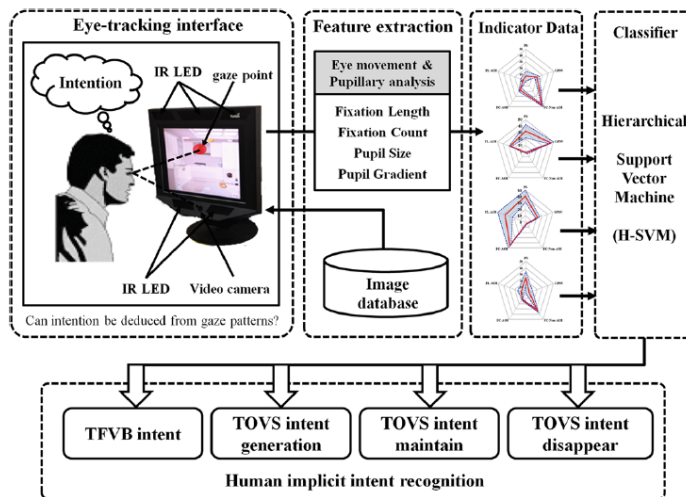 Eye-tracking interface
Intention
IR LED
gaze point
IR LED
Video camera
Can intention be deduced from gaze patterns?
Feature extraction
Eye movement &
Pupillary analysis
Fixation Length
Fixation Count
Pupil Size
Pupil Gradient
Image
database
Indicator Data
Classifier
Hierarchical
Support
Vector
Machine
(H-SVM)
TFVB intent
TOVS intent
generation
TOVS intent
maintain
TOVS intent
disappear
Human implicit intent recognition